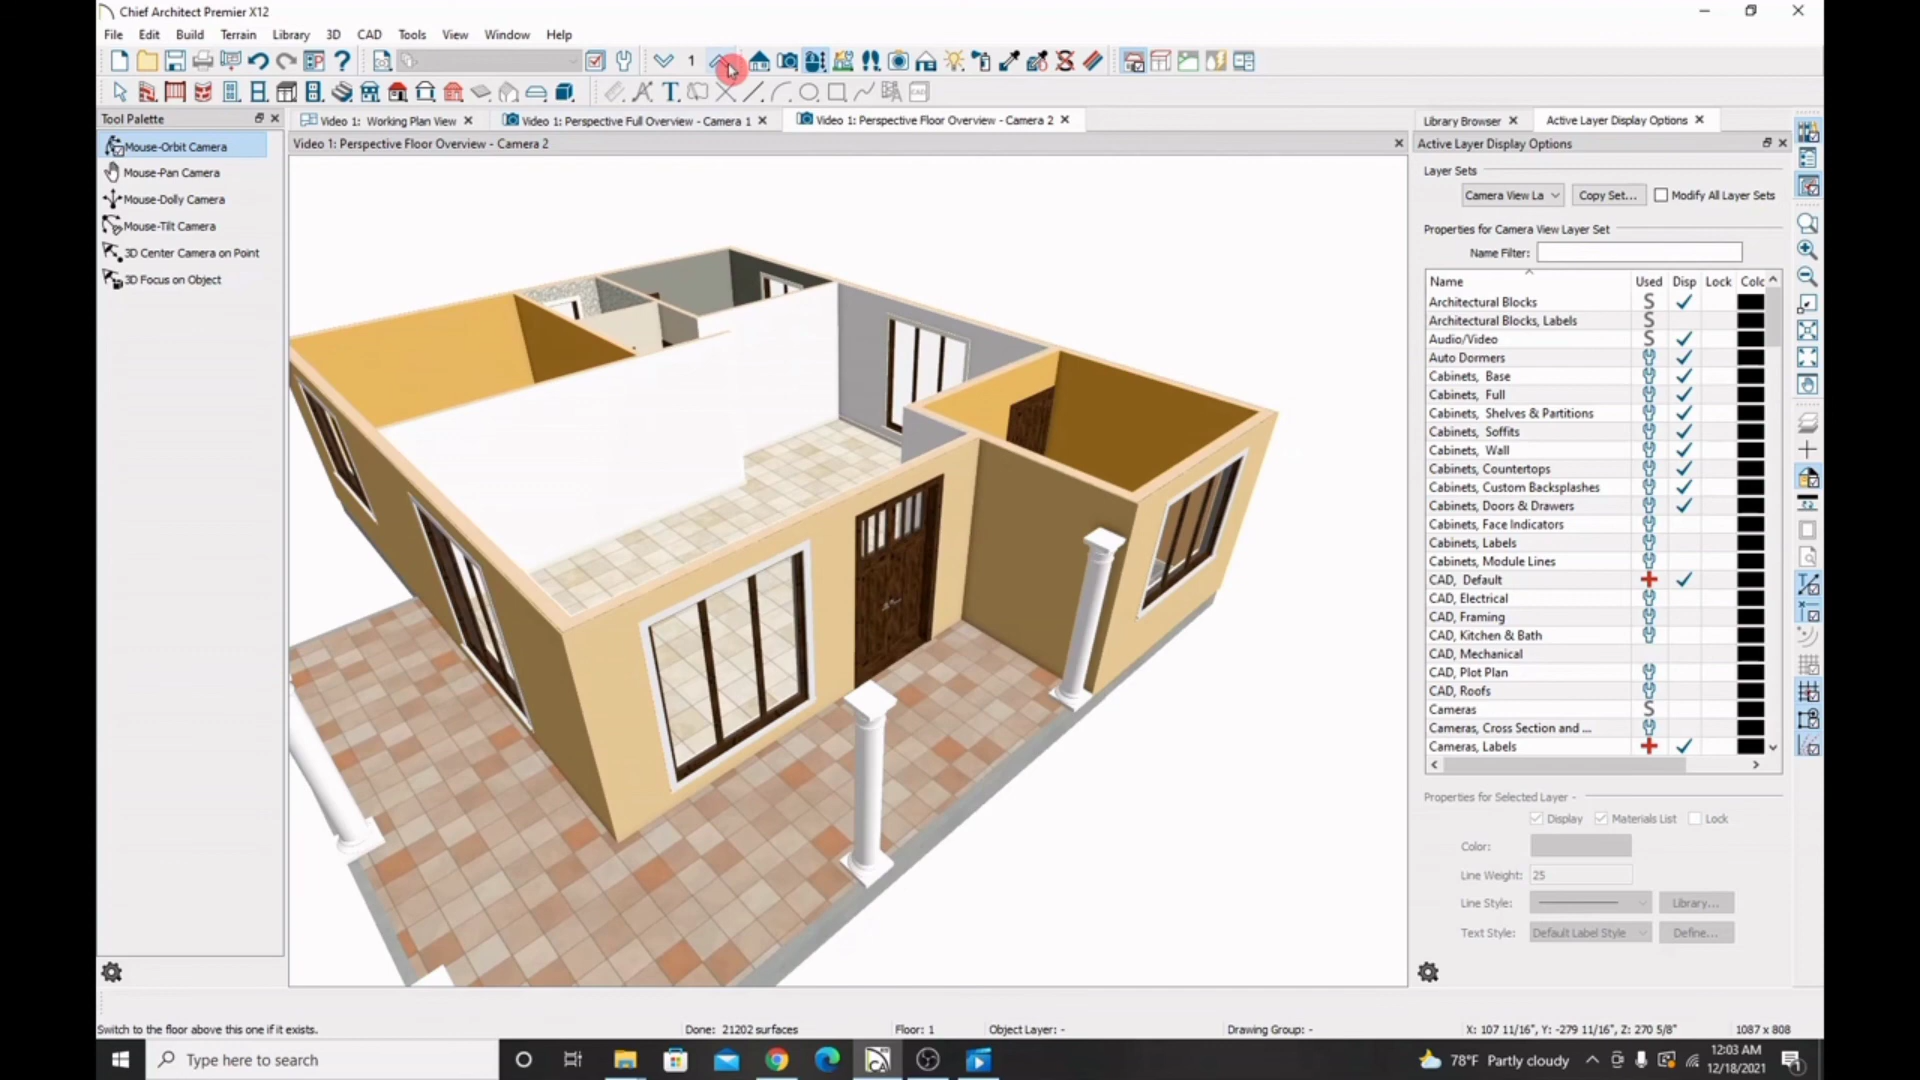 Chief Architect Premier X12
File Edit Build Terrain Library 3D CAD Tools View Window Help
1
Tool Palette
Video 1: Working Plan View
Video 1: Perspective Full Overview - Camera 1
Video 1: Perspective Floor Overview - Camera 2
Library Browser
Active Layer Display Options
Video 1: Perspective Floor Overview - Camera 2
Active Layer Display Options
Mouse-Orbit Camera
Mouse-Pan Camera
Mouse-Dolly Camera
Mouse-Tilt Camera
3D Center Camera on Point
3D Focus on Object
Layer Sets
Camera View La
Copy Set...
Modify All Layer Sets
Properties for Camera View Layer Set
Name Filter:
Name Used Disp Lock Colc
Architectural Blocks S
Architectural Blocks, Labels S
Audio/Video S
Auto Dormers
Cabinets, Base
Cabinets, Full
Cabinets, Shelves & Partitions
Cabinets, Soffits
Cabinets, Wall
Cabinets, Countertops
Cabinets, Custom Backsplashes
Cabinets, Doors & Drawers
Cabinets, Face Indicators
Cabinets, Labels
Cabinets, Module Lines
CAD, Default
CAD, Electrical
CAD, Framing
CAD, Kitchen & Bath
CAD, Mechanical
CAD, Plot Plan
CAD, Roofs
Cameras S
Cameras, Cross Section and ...
Cameras, Labels
Properties for Selected Layer -
Display Materials List Lock
Color:
Line Weight: 25
Line Style: Library...
Text Style: Default Label Style Define...
Switch to the floor above this one if it exists.
Done: 21202 surfaces
Floor: 1
Object Layer: -
Drawing Group: -
X: 107 11/16", Y: -279 11/16", Z: 270 5/8"
1087 x 808
Type here to search
78°F Partly cloudy
12:03 AM
12/18/2021
1